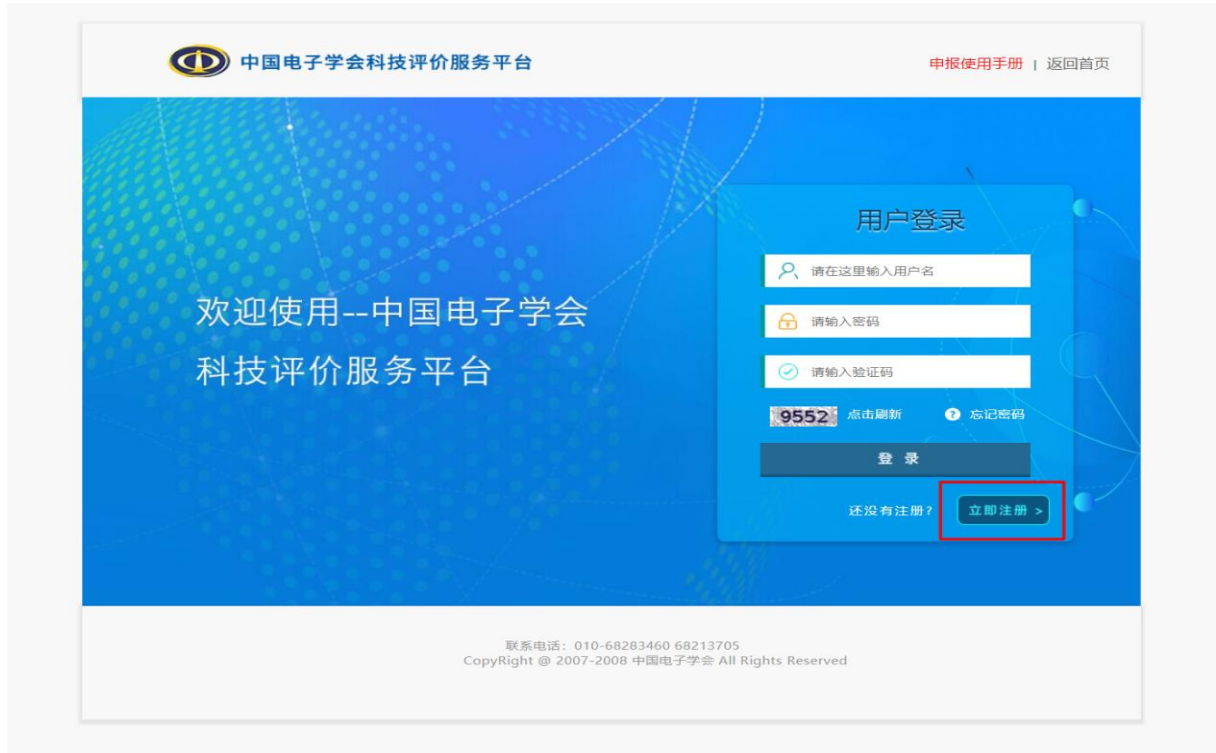 中国电子学会科技评价服务平台
申报使用手册 | 返回首页
用户登录
请在这里输入用户名
欢迎使用--中国电子学会
请输入密码
科技评价服务平台
请输入验证码
9552 点击刷新 ? 忘记密码
登 录
还没有注册? 立即注册 >
联系电话: 010-68283460 68213705
CopyRight @ 2007-2008 中国电子学会 All Rights Reserved